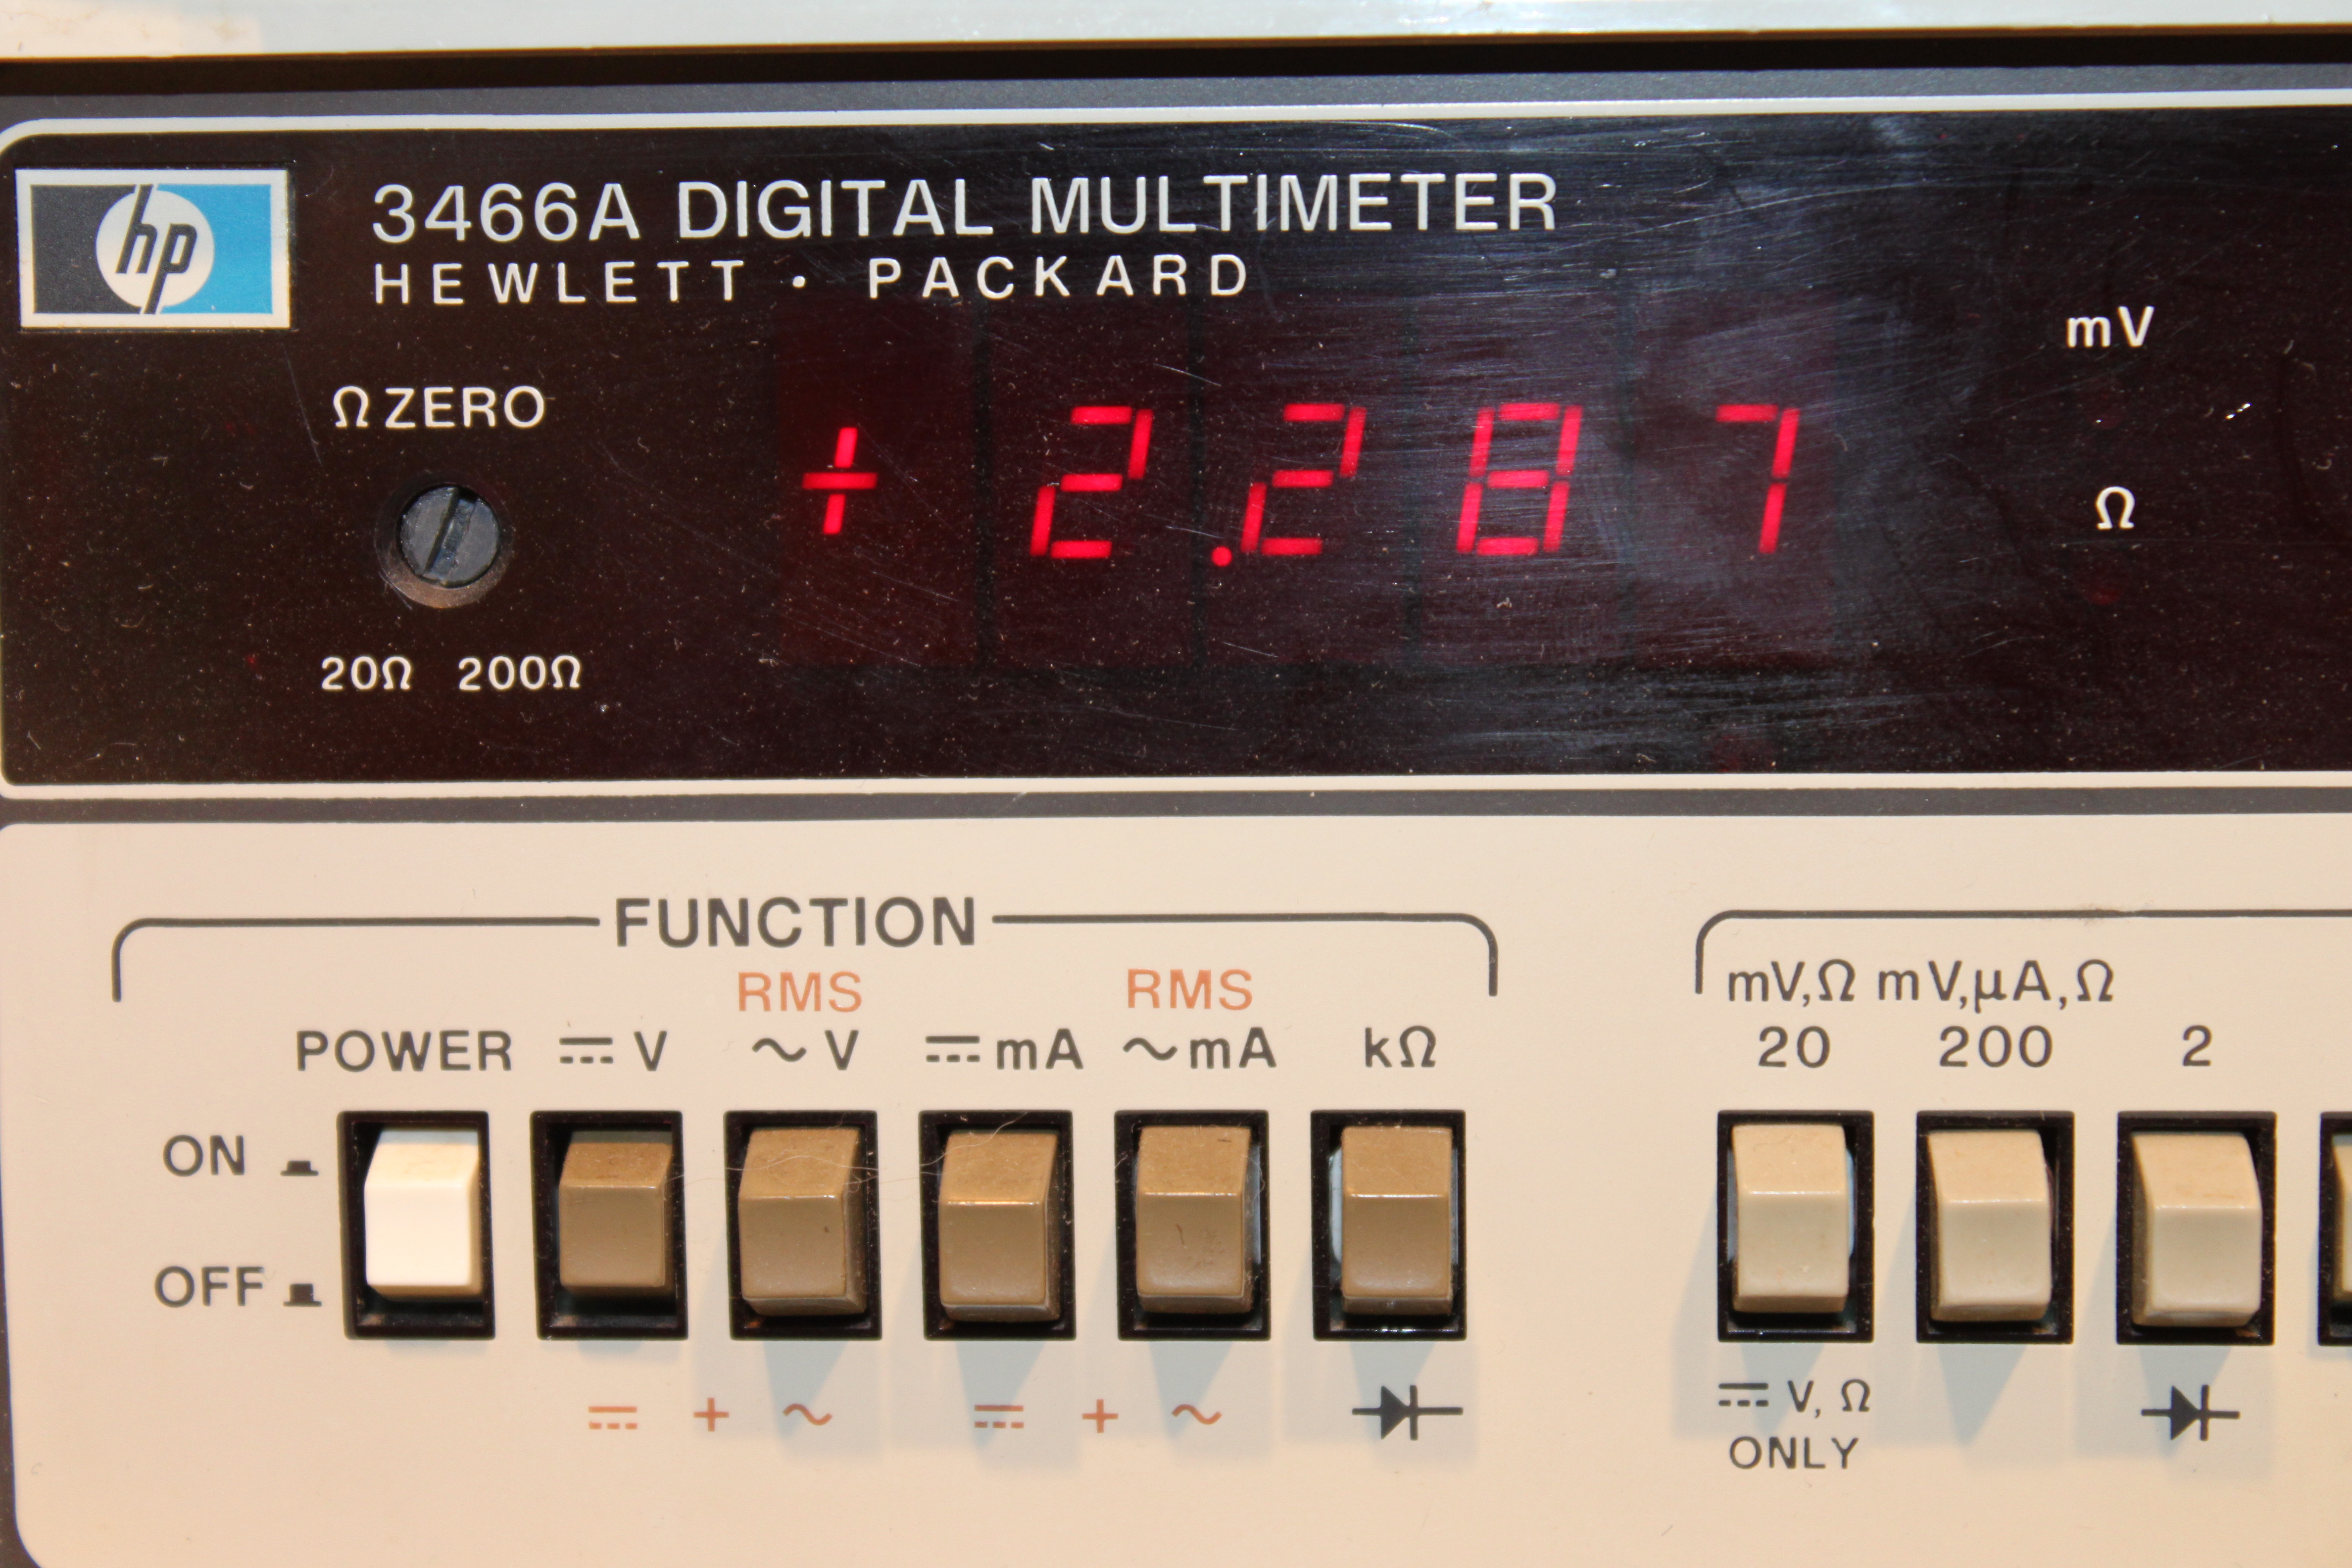 hp
3466A DIGITAL MULTIMETER
HEWLETT · PACKARD
mV
Ω ZERO
+ 2.287
Ω
20Ω 200Ω
FUNCTION
RMS RMS
mV,Ω mV,µA,Ω
POWER ⎓ V ~ V ⎓ mA ~ mA kΩ
20 200 2
ON
OFF
⎓ + ~ ⎓ + ~
⎓ V, Ω
ONLY